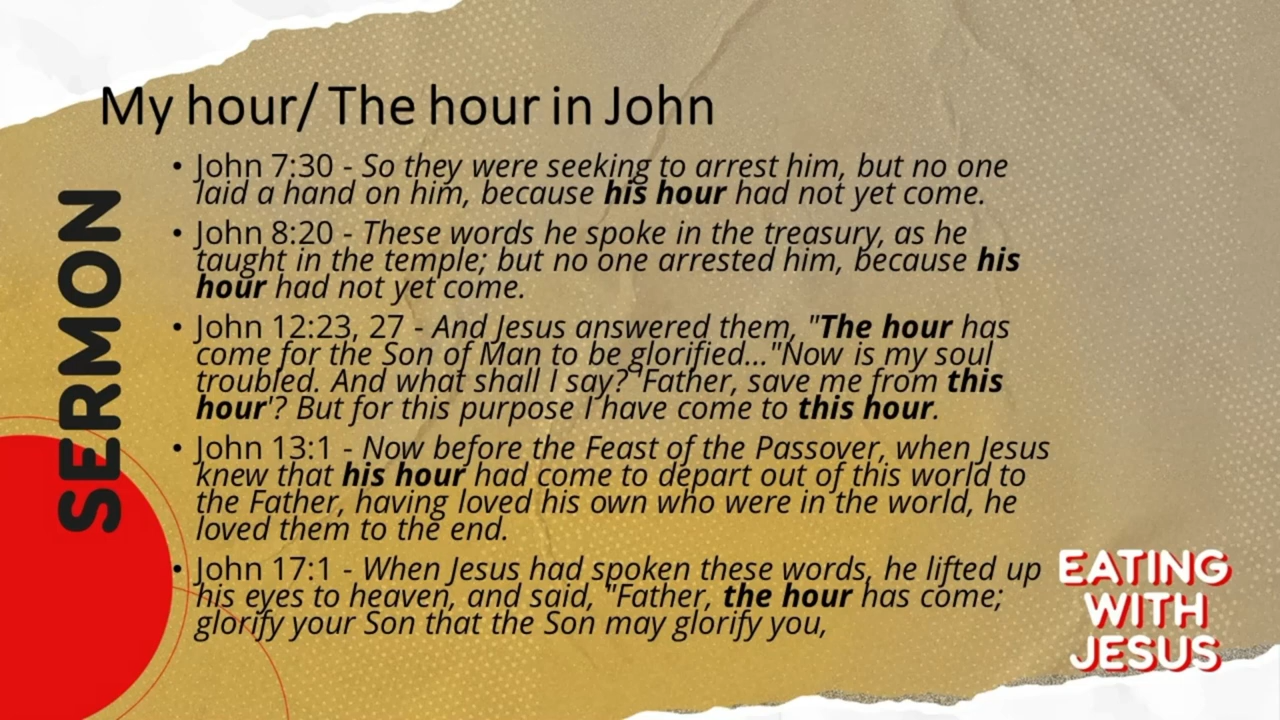 My hour/ The hour in John
SERMON
• John 7:30 - So they were seeking to arrest him, but no one
laid a hand on him, because his hour had not yet come.
• John 8:20 - These words he spoke in the treasury, as he
taught in the temple; but no one arrested him, because his
hour had not yet come.
• John 12:23, 27 - And Jesus answered them, "The hour has
come for the Son of Man to be glorified..."Now is my soul
troubled. And what shall I say? 'Father, save me from this
hour'? But for this purpose I have come to this hour.
• John 13:1 - Now before the Feast of the Passover, when Jesus
knew that his hour had come to depart out of this world to
the Father, having loved his own who were in the world, he
loved them to the end.
• John 17:1 - When Jesus had spoken these words, he lifted up
his eyes to heaven, and said, "Father, the hour has come;
glorify your Son that the Son may glorify you,
EATING
WITH
JESUS